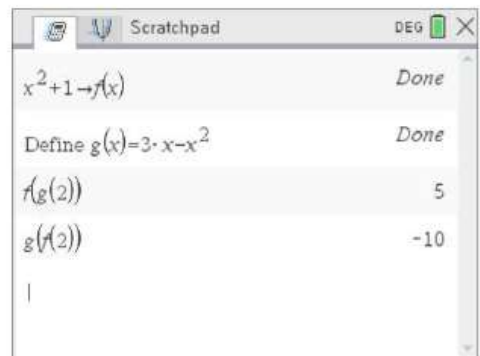 Scratchpad DEG
x²+1→f(x) Done
Define g(x)=3·x−x² Done
f(g(2)) 5
g(f(2)) -10